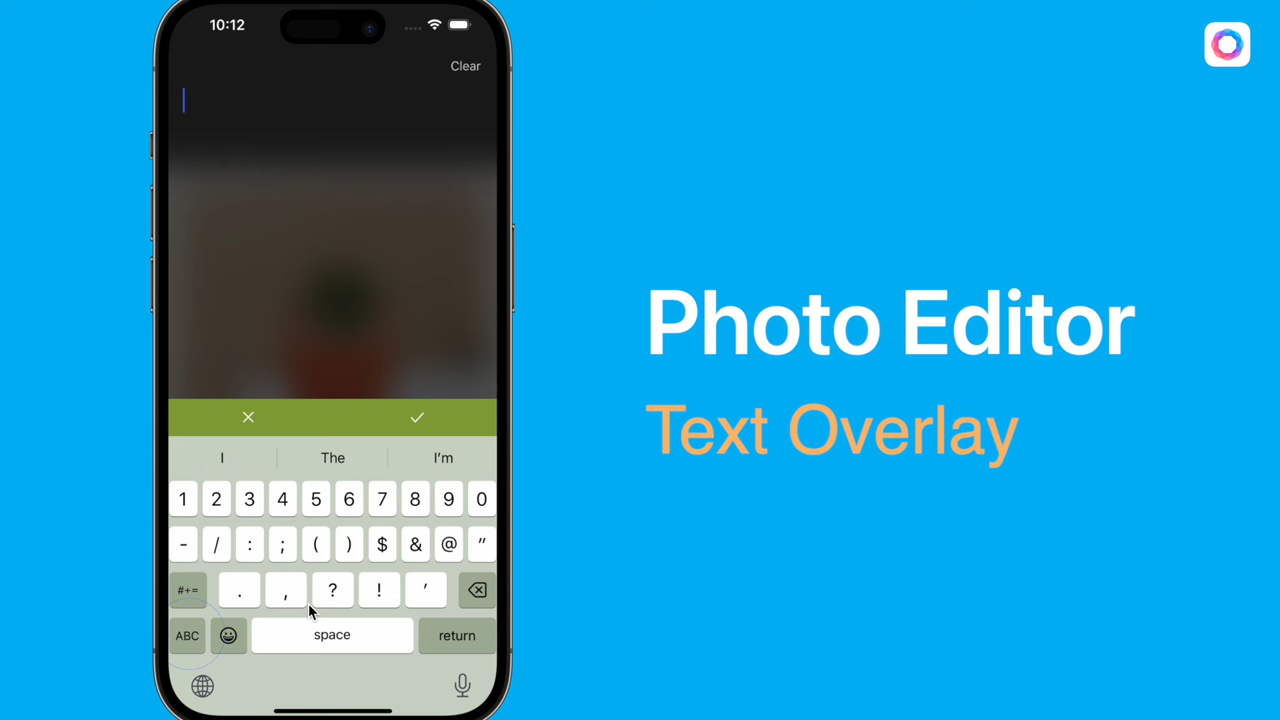 10:12
Clear
Photo Editor
Text Overlay
I The I'm
1 2 3 4 5 6 7 8 9 0
- / : ; ( ) $ & @ "
#+= . , ? ! '
ABC space return